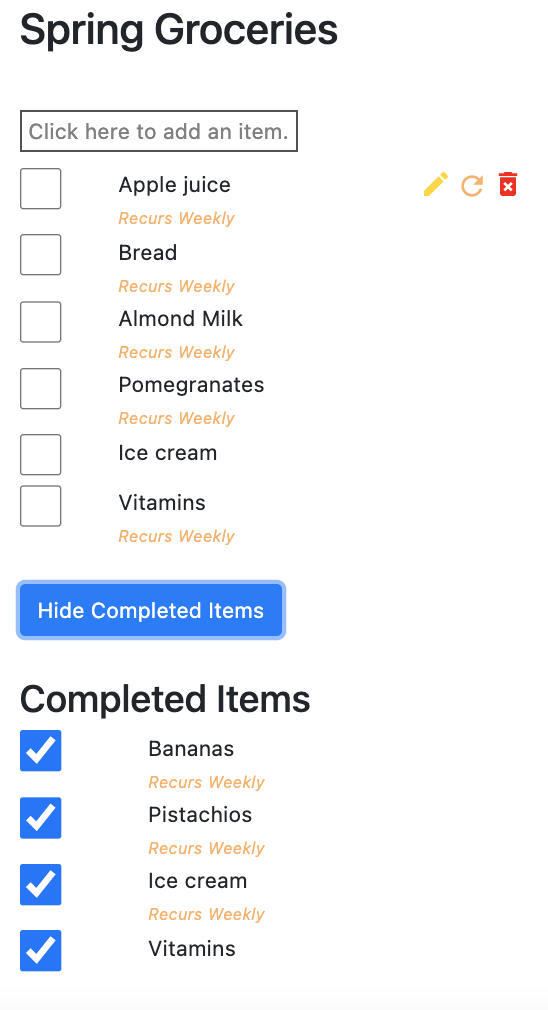 Spring Groceries
Click here to add an item.
Apple juice
Recurs Weekly
Bread
Recurs Weekly
Almond Milk
Recurs Weekly
Pomegranates
Recurs Weekly
Ice cream
Vitamins
Recurs Weekly
Hide Completed Items
Completed Items
Bananas
Recurs Weekly
Pistachios
Recurs Weekly
Ice cream
Recurs Weekly
Vitamins